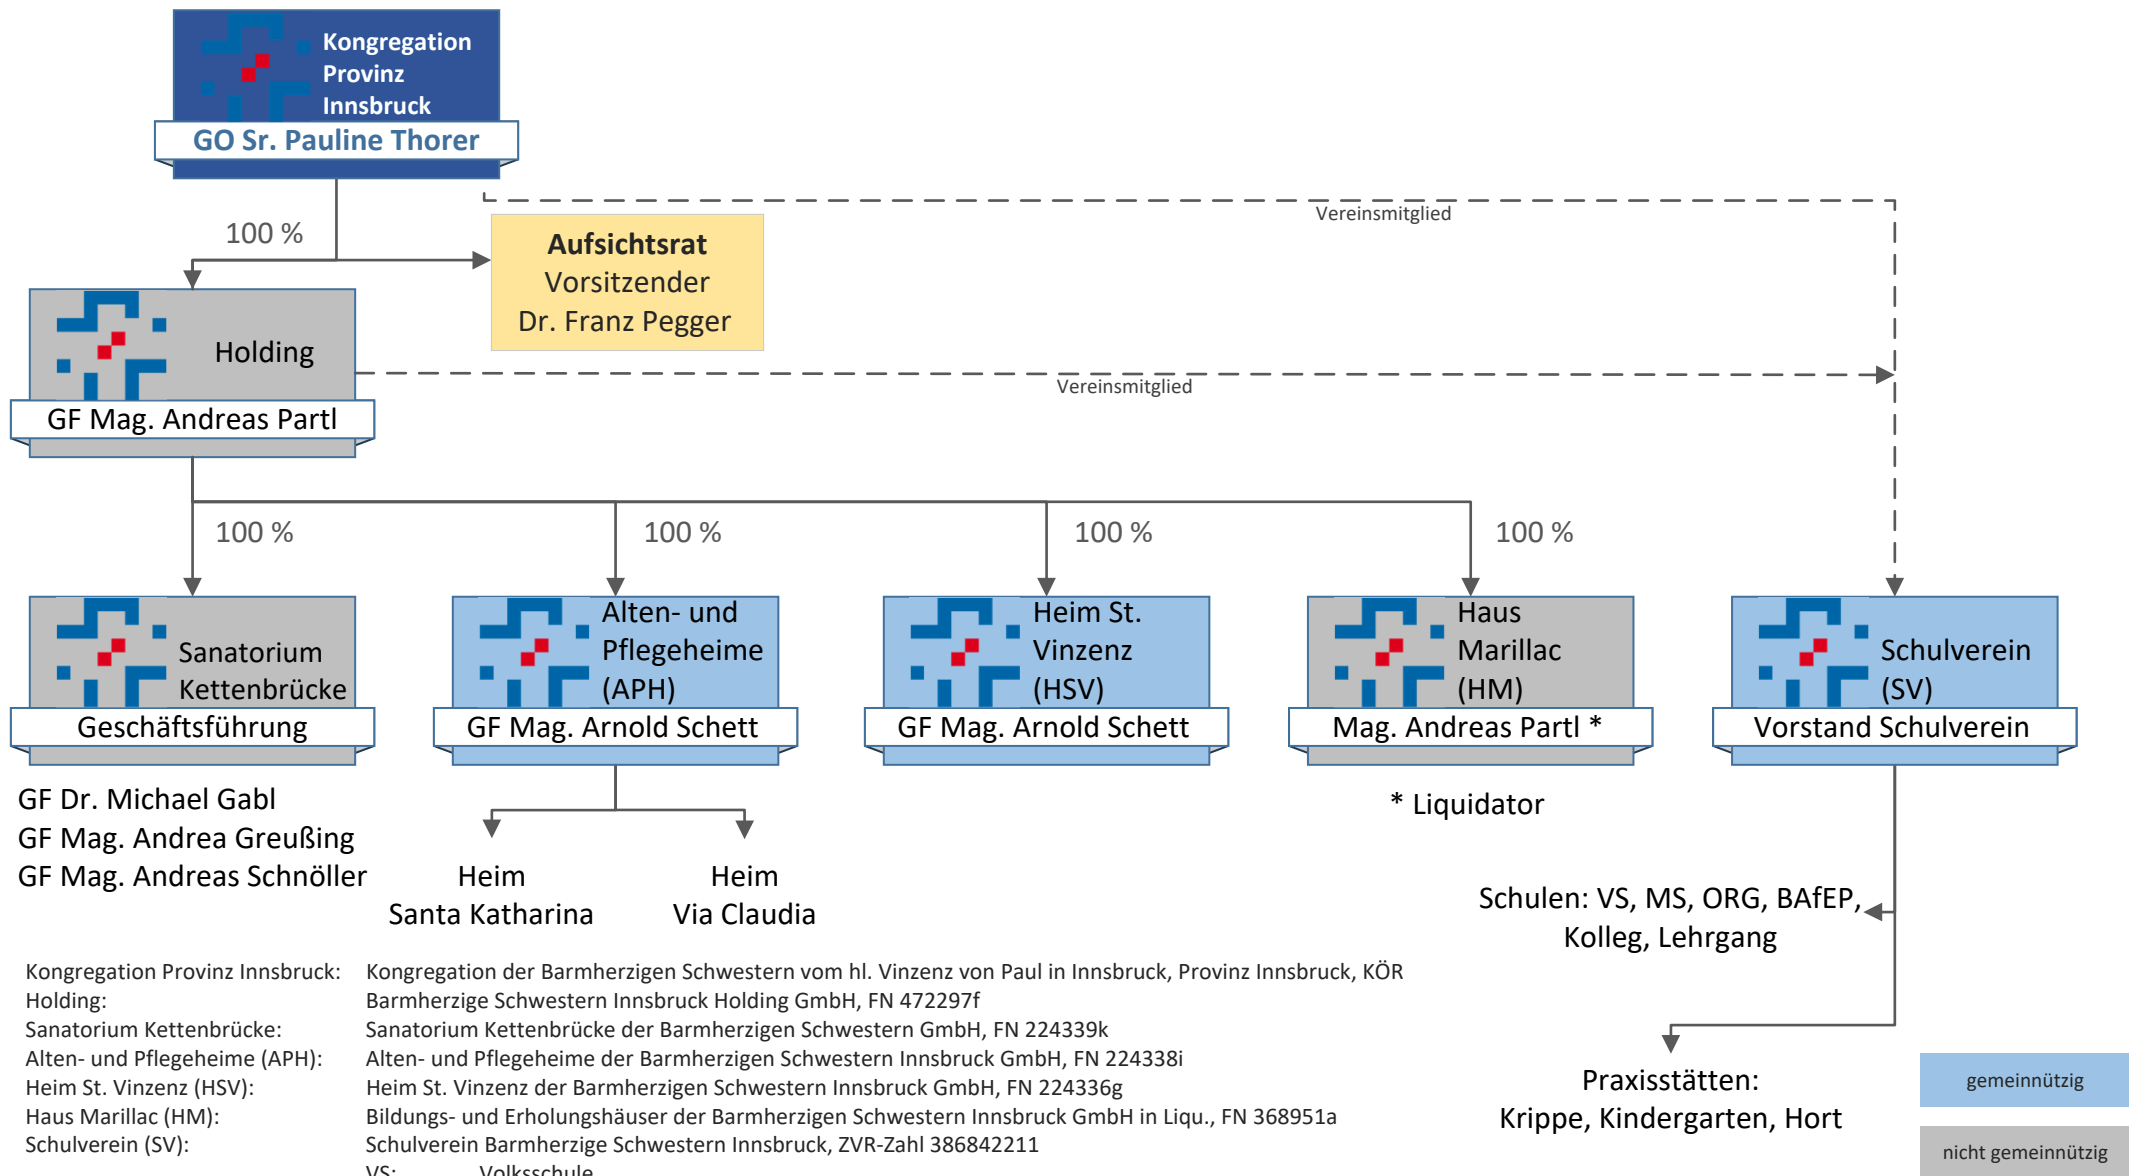 Kongregation
Provinz
Innsbruck
GO Sr. Pauline Thorer
Vereinsmitglied
100 %
Aufsichtsrat
Vorsitzender
Dr. Franz Pegger
Holding
Vereinsmitglied
GF Mag. Andreas Partl
100 %
100 %
100 %
100 %
Sanatorium
Kettenbrücke
Geschäftsführung
Alten- und
Pflegeheime
(APH)
GF Mag. Arnold Schett
Heim St.
Vinzenz
(HSV)
GF Mag. Arnold Schett
Haus
Marillac
(HM)
Mag. Andreas Partl *
Schulverein
(SV)
Vorstand Schulverein
GF Dr. Michael Gabl
GF Mag. Andrea Greußing
GF Mag. Andreas Schnöller
* Liquidator
Heim
Santa Katharina
Heim
Via Claudia
Schulen: VS, MS, ORG, BAfEP,
Kolleg, Lehrgang
Praxisstätten:
Krippe, Kindergarten, Hort
Kongregation Provinz Innsbruck: Kongregation der Barmherzigen Schwestern vom hl. Vinzenz von Paul in Innsbruck, Provinz Innsbruck, KÖR
Holding: Barmherzige Schwestern Innsbruck Holding GmbH, FN 472297f
Sanatorium Kettenbrücke: Sanatorium Kettenbrücke der Barmherzigen Schwestern GmbH, FN 224339k
Alten- und Pflegeheime (APH): Alten- und Pflegeheime der Barmherzigen Schwestern Innsbruck GmbH, FN 224338i
Heim St. Vinzenz (HSV): Heim St. Vinzenz der Barmherzigen Schwestern Innsbruck GmbH, FN 224336g
Haus Marillac (HM): Bildungs- und Erholungshäuser der Barmherzigen Schwestern Innsbruck GmbH in Liqu., FN 368951a
Schulverein (SV): Schulverein Barmherzige Schwestern Innsbruck, ZVR-Zahl 386842211
VS: Volksschule
gemeinnützig
nicht gemeinnützig